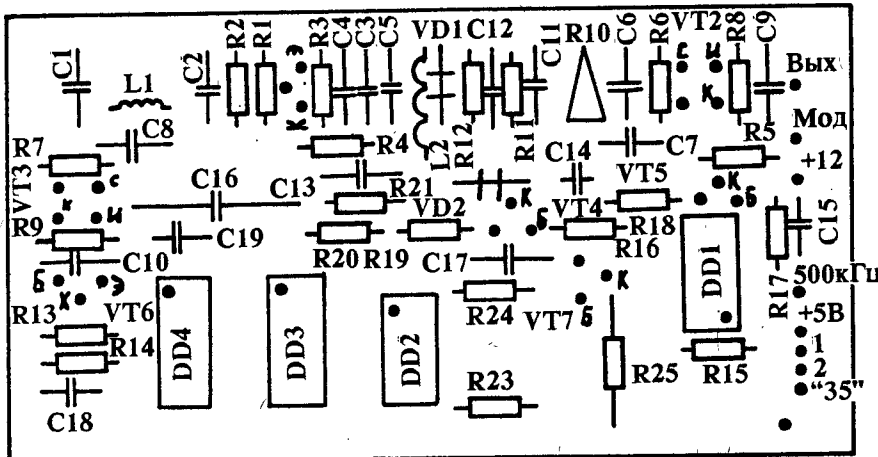 C1
C2
R2
R1
Э
К
R3
C4
C3
C5
VD1
C12
C11
R10
C6
R6
VT2
С
И
К
R8
C9
Вых
L1
C8
R4
L2
R12
R11
C7
R5
Мод
+12
R7
VT3
С
К
И
R9
C16
C13
R21
C14
VT5
К
Б
C19
R20
R19
VD2
К
Б
VT4
R16
R18
DD1
C15
R17
500кГц
C10
Б
К
Э
R13
VT6
R14
C18
DD4
DD3
DD2
C17
R24
VT7
К
Б
R23
R25
R15
+5В
1
2
“35”